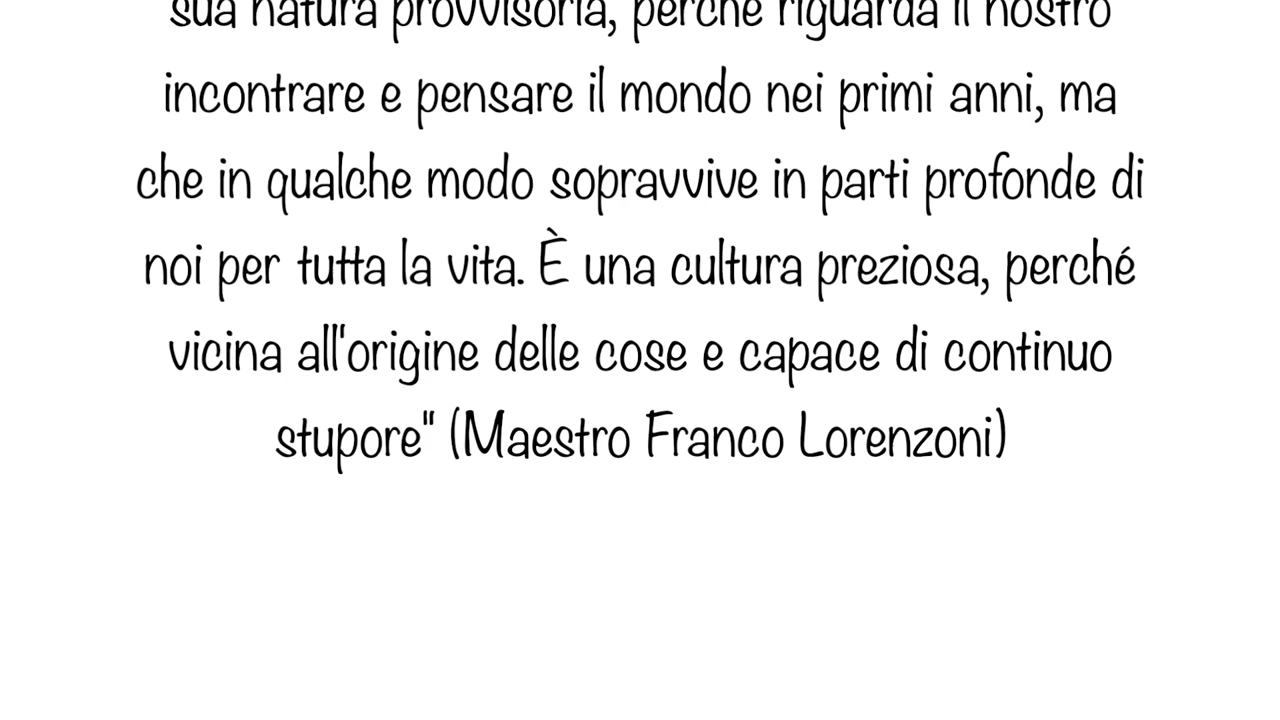 sua natura provvisoria, perché riguarda il nostro
incontrare e pensare il mondo nei primi anni, ma
che in qualche modo sopravvive in parti profonde di
noi per tutta la vita. È una cultura preziosa, perché
vicina all'origine delle cose e capace di continuo
stupore" (Maestro Franco Lorenzoni)